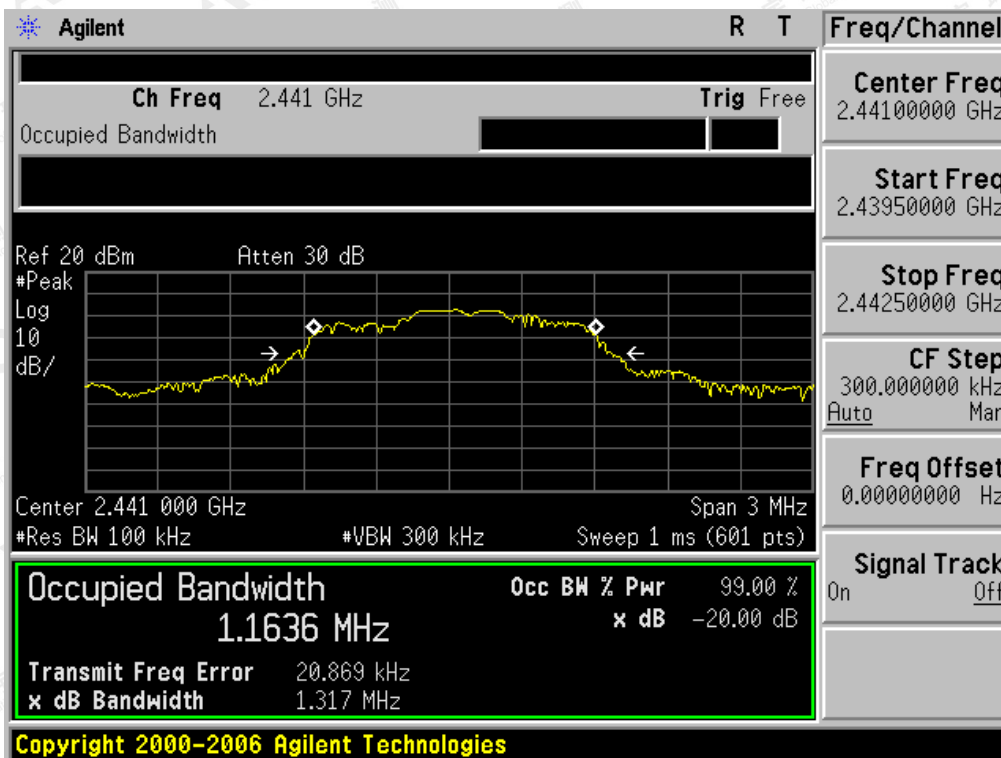 Agilent R T
Freq/Channel
Ch Freq 2.441 GHz Trig Free
Occupied Bandwidth
Center Freq
2.44100000 GHz
Start Freq
2.43950000 GHz
Stop Freq
2.44250000 GHz
CF Step
300.000000 kHz
Auto Man
Freq Offset
0.00000000 Hz
Signal Track
On Off
Ref 20 dBm Atten 30 dB
#Peak
Log
10
dB/
Center 2.441 000 GHz Span 3 MHz
#Res BW 100 kHz #VBW 300 kHz Sweep 1 ms (601 pts)
Occupied Bandwidth
1.1636 MHz
Occ BW % Pwr 99.00 %
x dB -20.00 dB
Transmit Freq Error 20.869 kHz
x dB Bandwidth 1.317 MHz
Copyright 2000-2006 Agilent Technologies